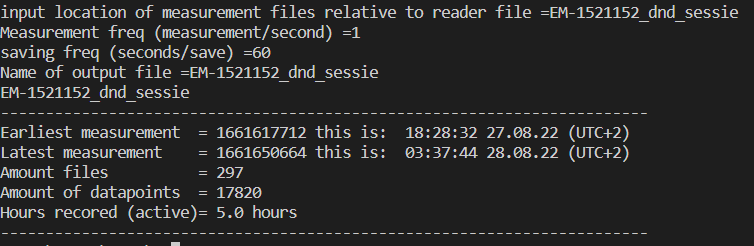 input location of measurement files relative to reader file =EM-1521152_dnd_sessie
Measurement freq (measurement/second) =1
saving freq (seconds/save) =60
Name of output file =EM-1521152_dnd_sessie
EM-1521152_dnd_sessie
-----------------------------------------------------------------------
Earliest measurement  = 1661617712 this is:  18:28:32 27.08.22 (UTC+2)
Latest measurement    = 1661650664 this is:  03:37:44 28.08.22 (UTC+2)
Amount files          = 297
Amount of datapoints  = 17820
Hours recored (active)= 5.0 hours
-----------------------------------------------------------------------